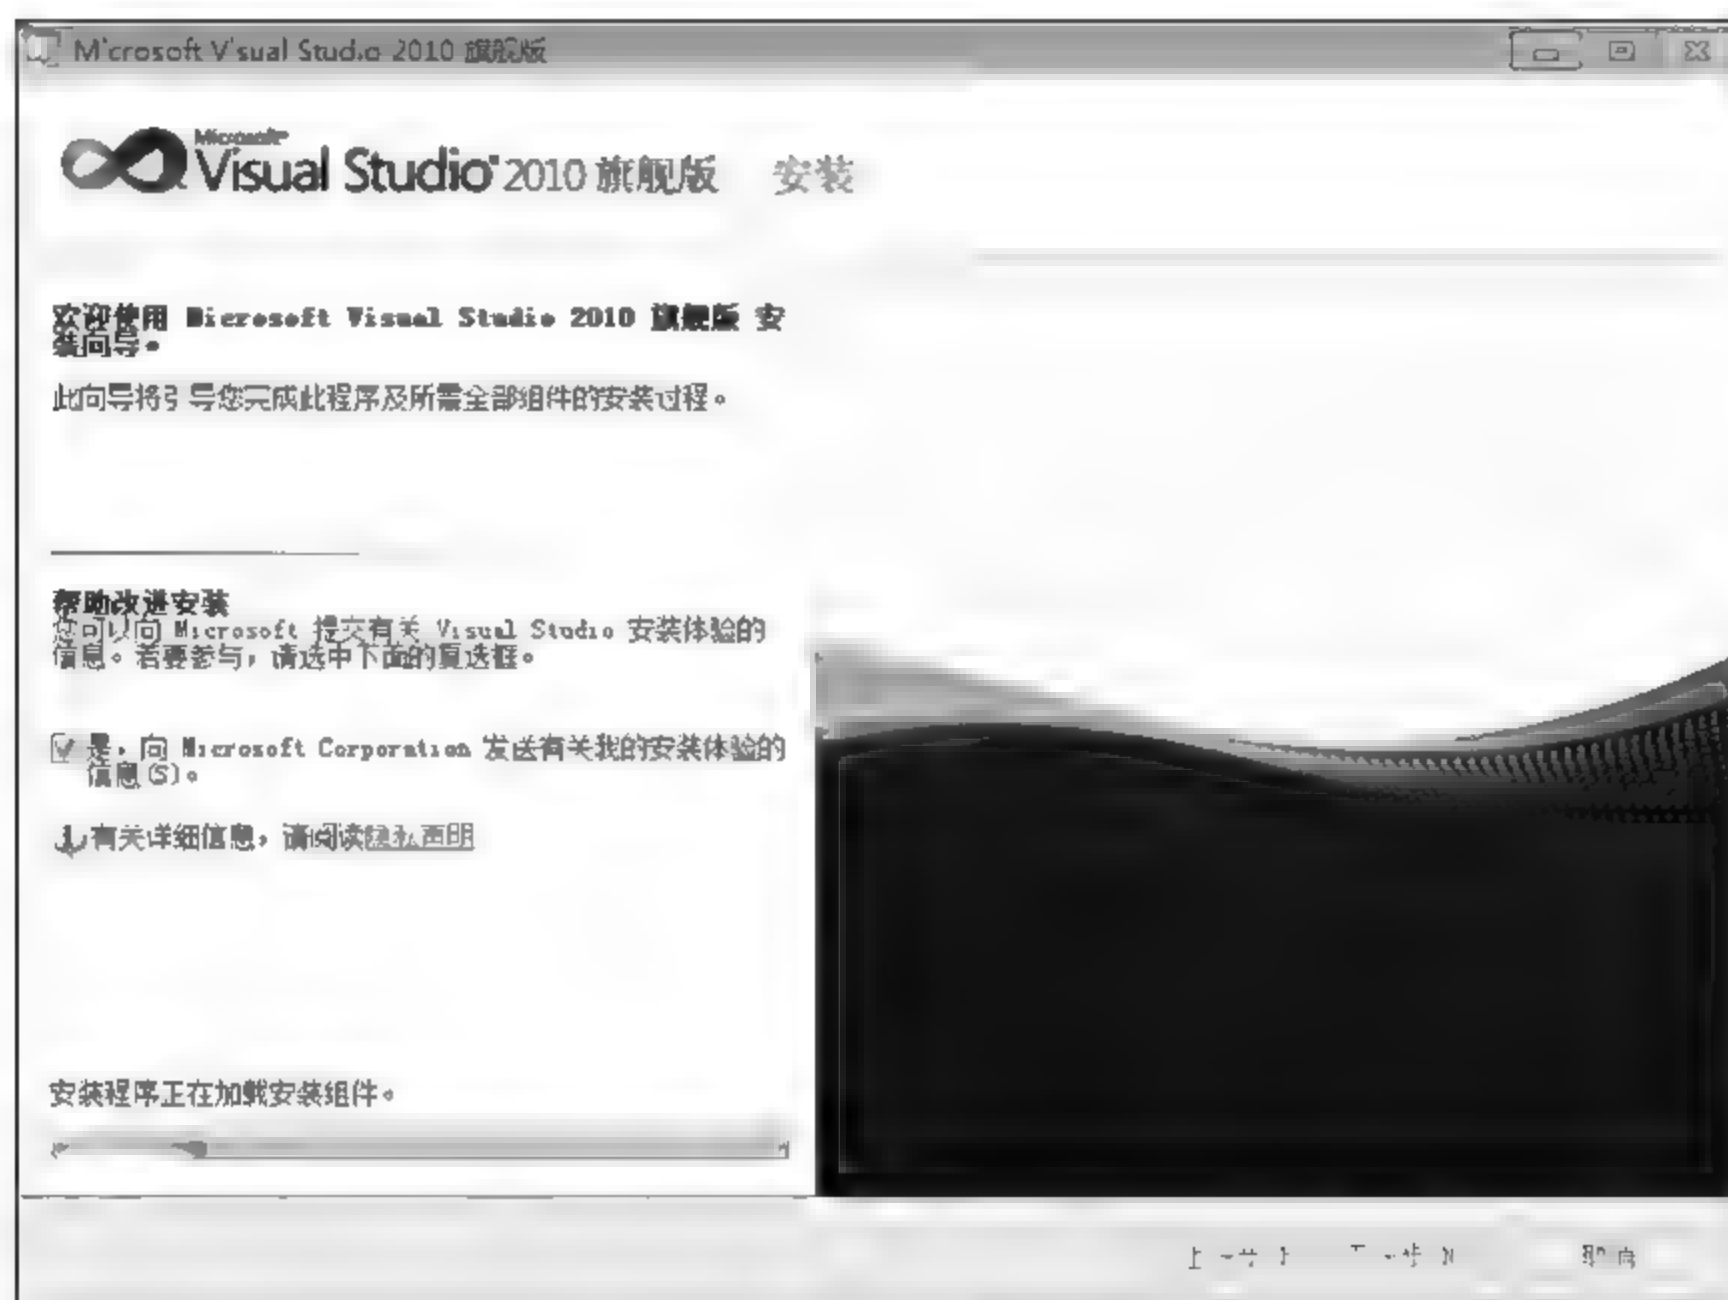 Microsoft Visual Studio 2010 旗舰版
Microsoft
Visual Studio 2010 旗舰版 安装
欢迎使用 Microsoft Visual Studio 2010 旗舰版 安
装向导。
此向导将引导您完成此程序及所需全部组件的安装过程。
帮助改进安装
您可以向 Microsoft 提交有关 Visual Studio 安装体验的
信息。若要参与，请选中下面的复选框。
是，向 Microsoft Corporation 发送有关我的安装体验的
信息(S)。
有关详细信息，请阅读隐私声明
安装程序正在加载安装组件。